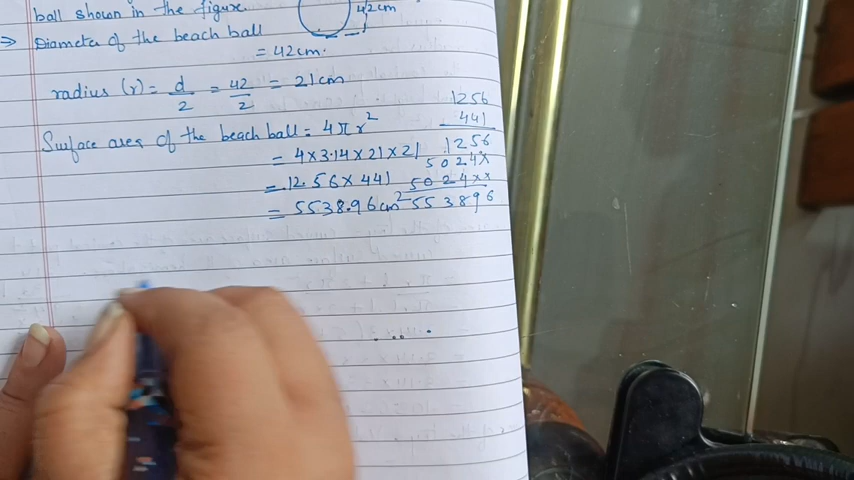 ball shown in the figure.
42cm
⇒ Diameter of the beach ball
= 42cm.
radius (r) = d/2 = 42/2 = 21cm
Surface area of the beach ball = 4πr²
= 4×3.14×21×21
= 12.56×441
= 5538.96cm²
1256
441
1256
5024×
5024××
553896